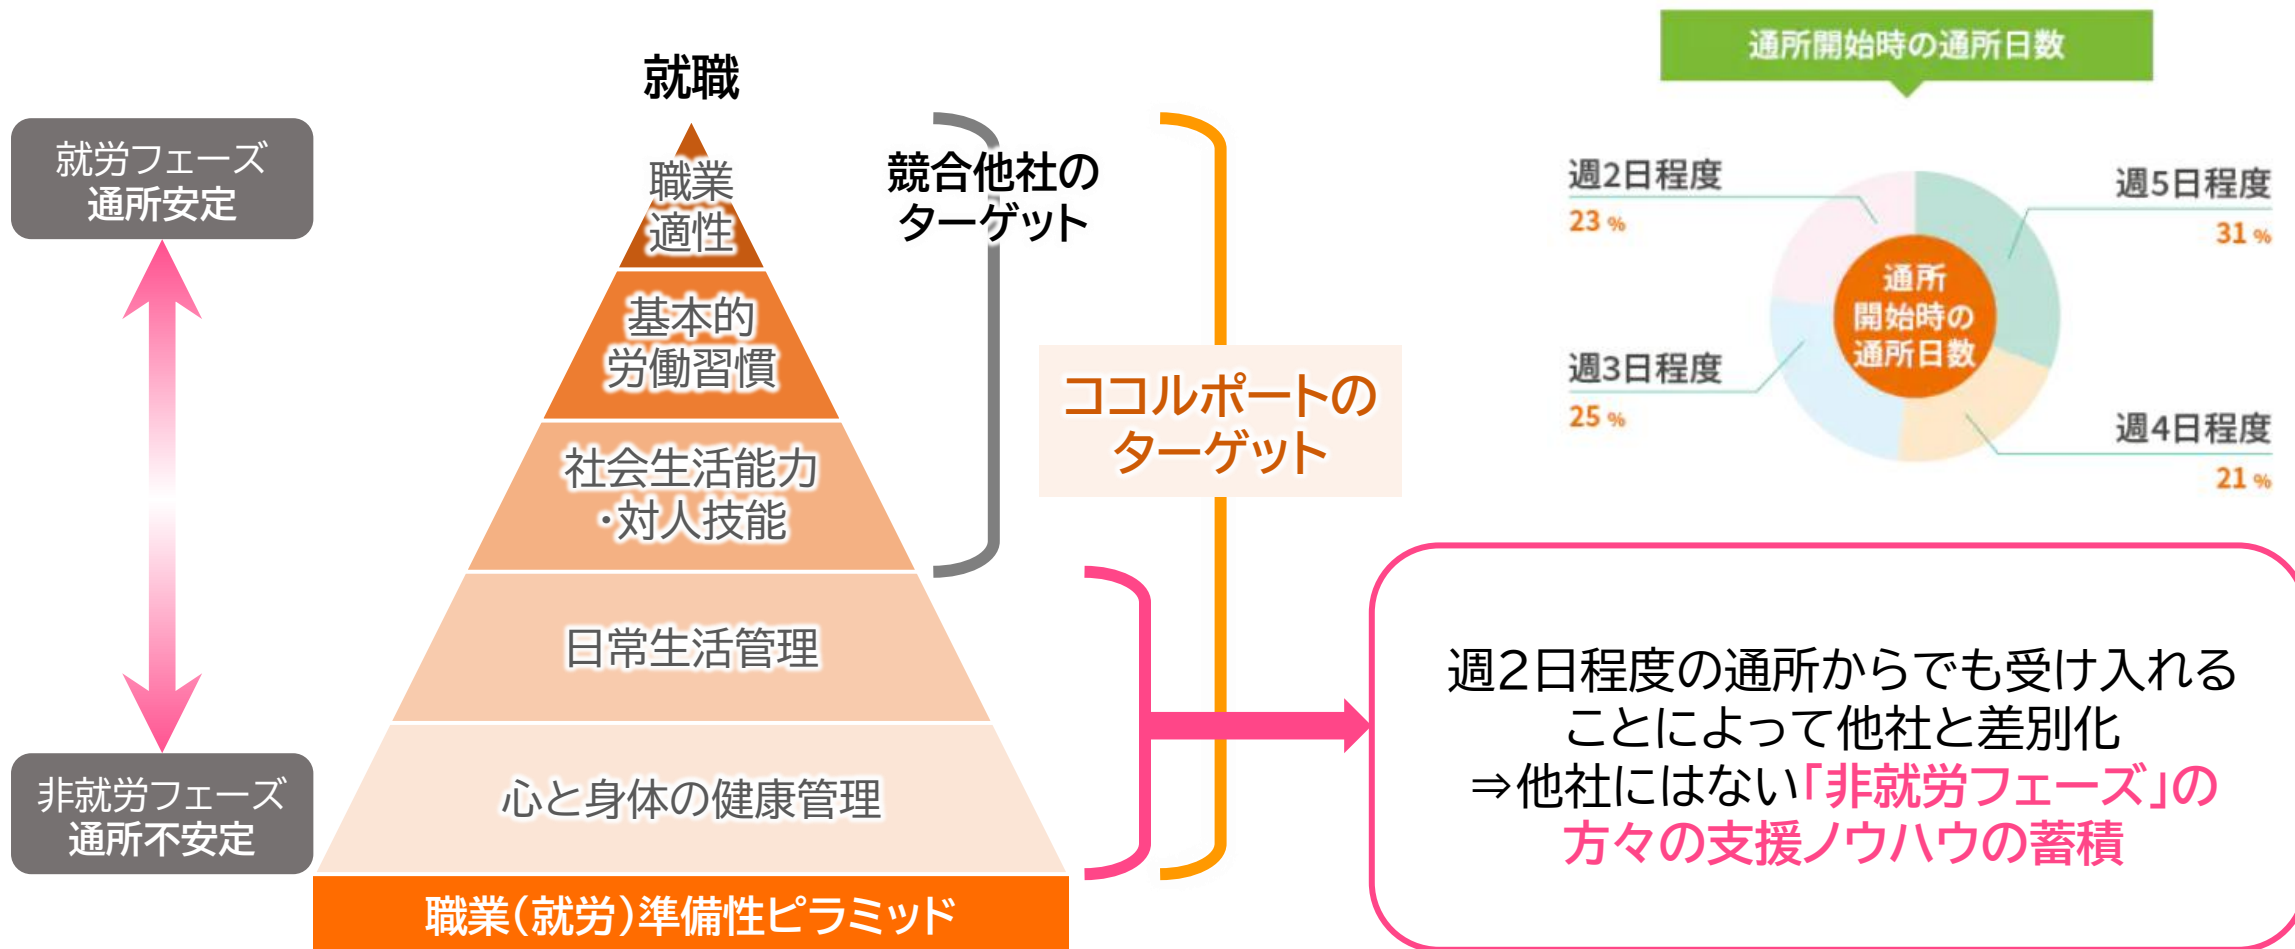 就労フェーズ
通所安定
非就労フェーズ
通所不安定
就職
職業
適性
基本的
労働習慣
社会生活能力
・対人技能
日常生活管理
心と身体の健康管理
職業(就労)準備性ピラミッド
競合他社の
ターゲット
ココルポートの
ターゲット
通所開始時の通所日数
週2日程度
23 %
週5日程度
31 %
週3日程度
25 %
週4日程度
21 %
通所
開始時の
通所日数
週2日程度の通所からでも受け入れる
ことによって他社と差別化
⇒他社にはない「非就労フェーズ」の
方々の支援ノウハウの蓄積